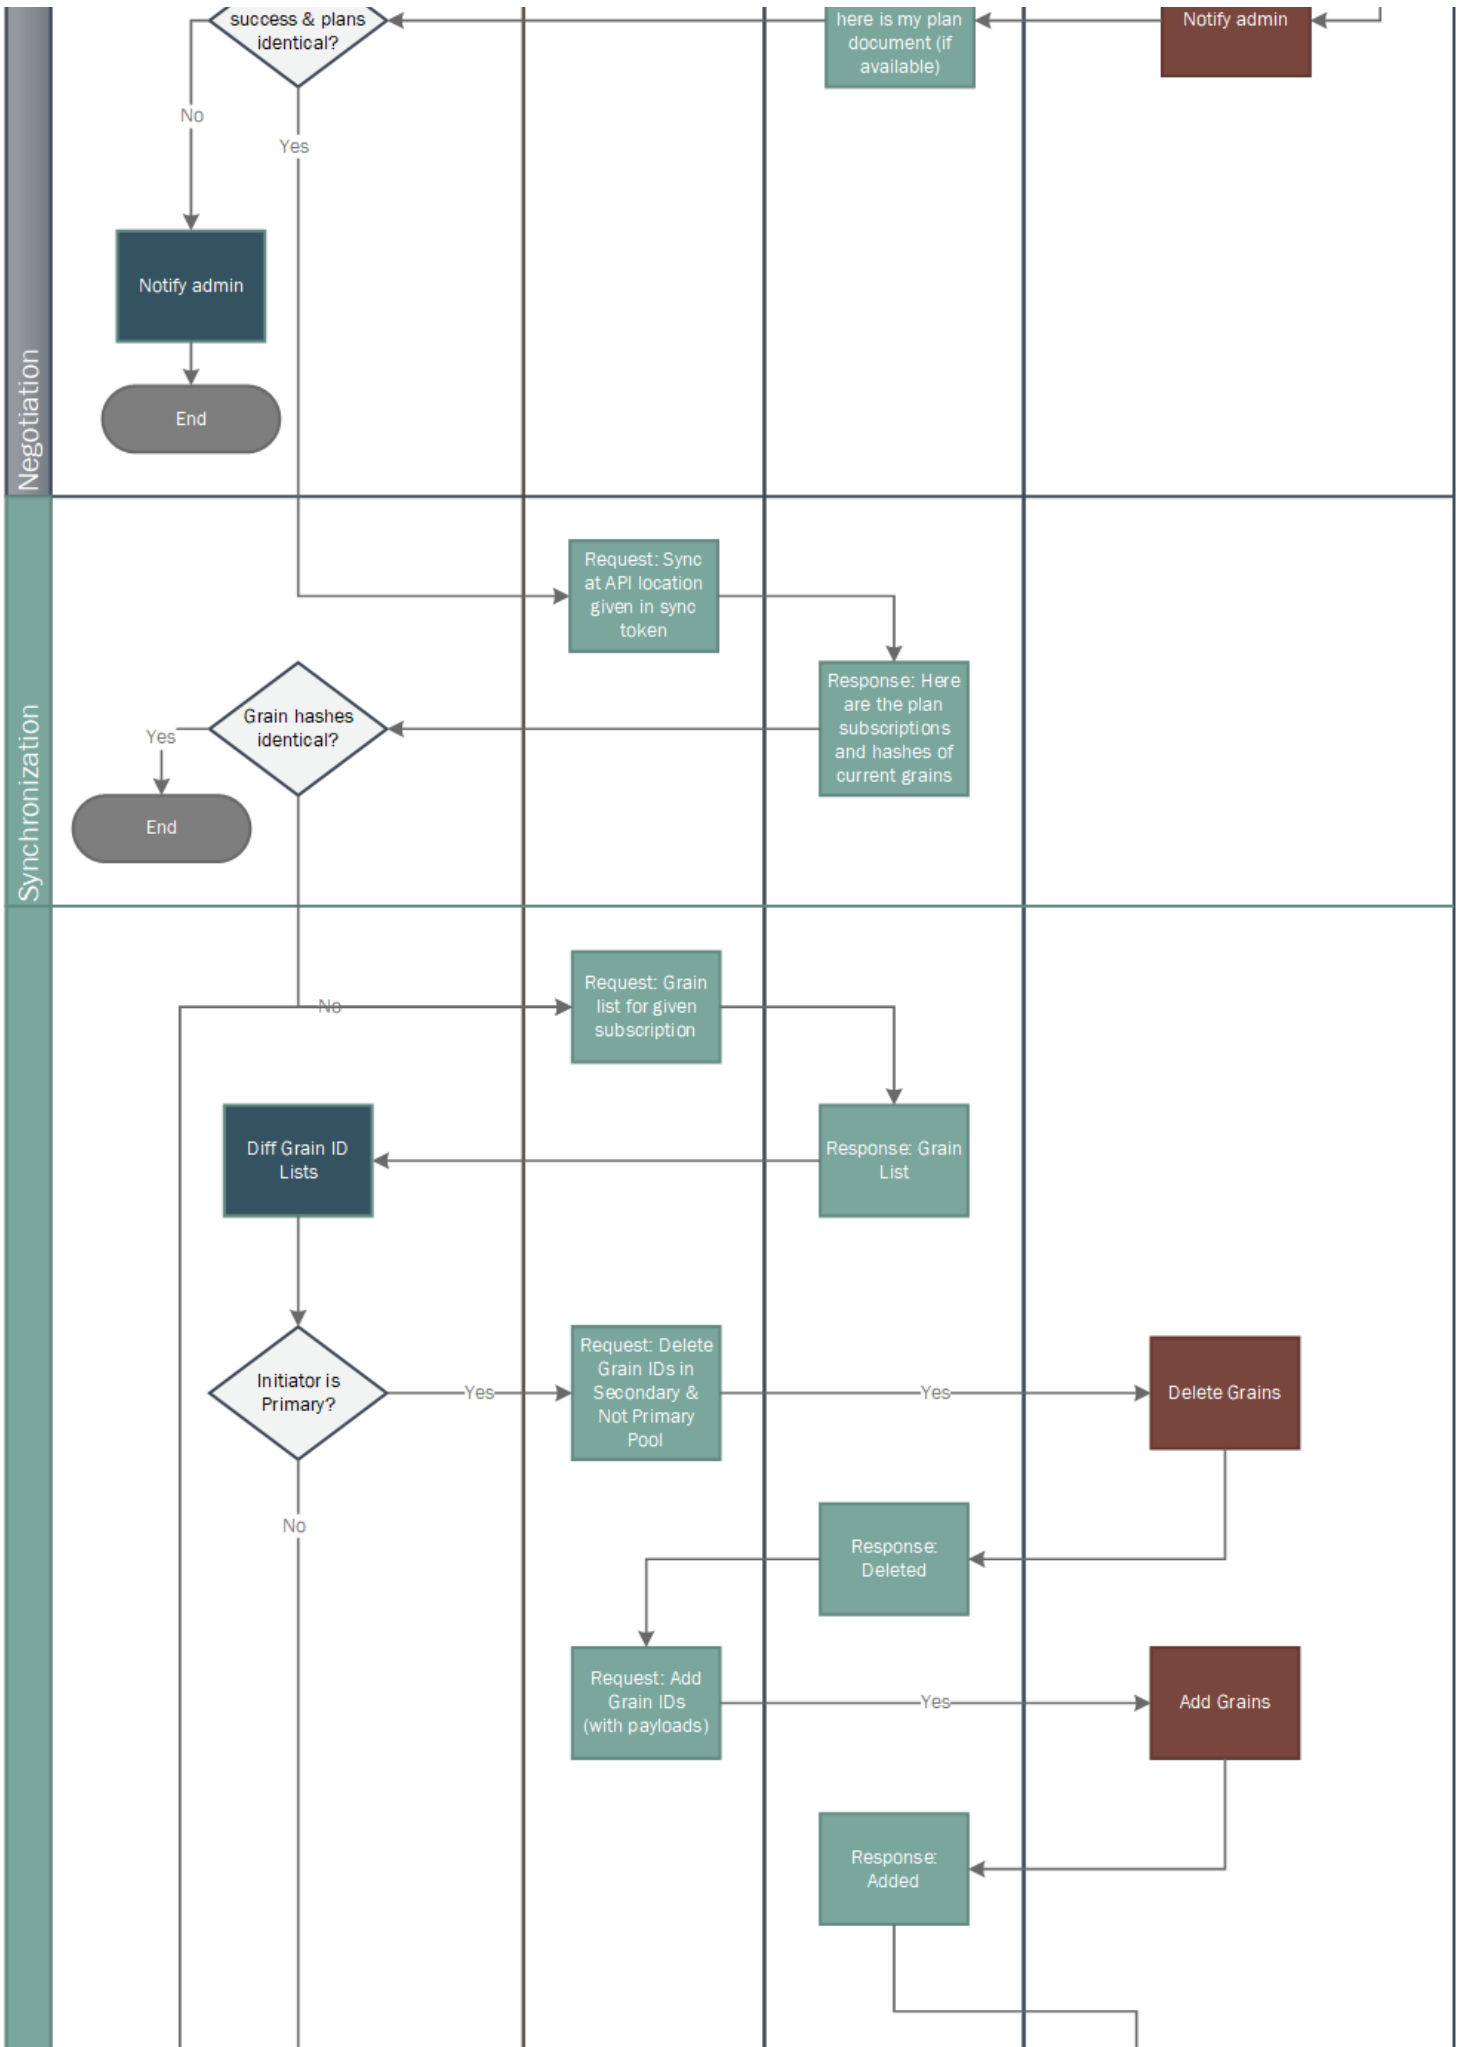 success & plans
identical?
here is my plan
document (if
available)
Notify admin
No
Yes
Notify admin
End
Negotiation
Request: Sync
at API location
given in sync
token
Response: Here
are the plan
subscriptions
and hashes of
current grains
Grain hashes
identical?
Yes
End
Synchronization
Request: Grain
list for given
subscription
No
Diff Grain ID
Lists
Response: Grain
List
Initiator is
Primary?
Yes
Request: Delete
Grain IDs in
Secondary &
Not Primary
Pool
Yes
Delete Grains
No
Response:
Deleted
Request: Add
Grain IDs
(with payloads)
Yes
Add Grains
Response:
Added